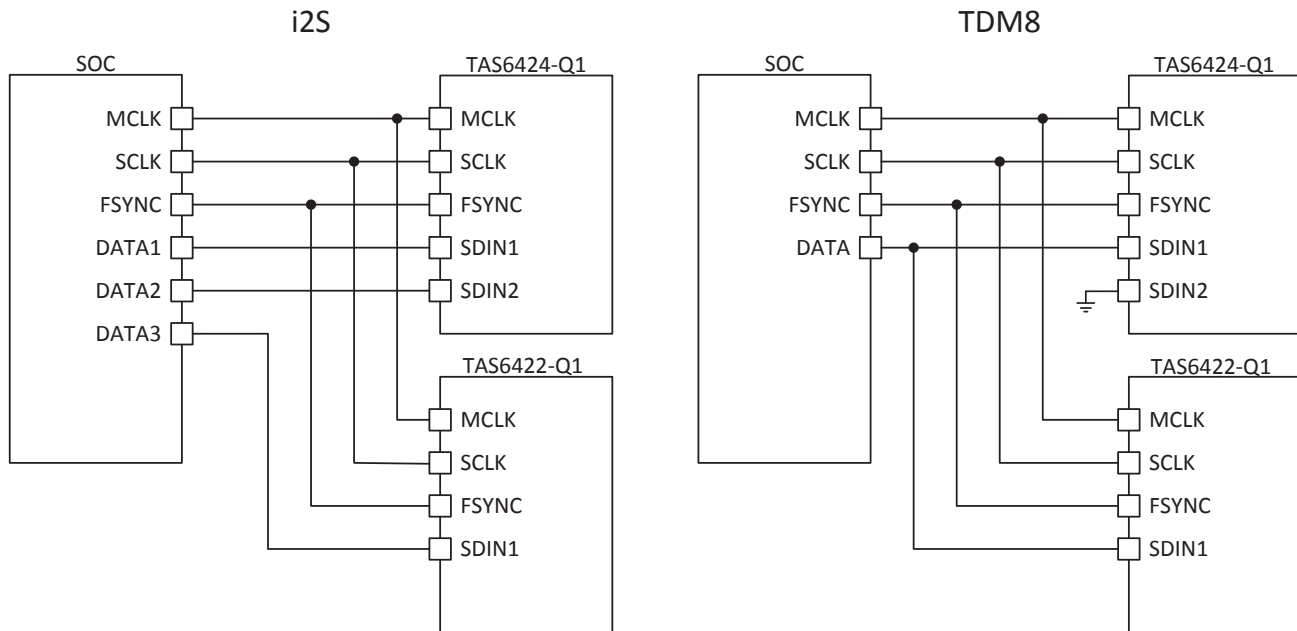 i2S
TDM8
SOC
TAS6424-Q1
SOC
TAS6424-Q1
MCLK
MCLK
MCLK
MCLK
SCLK
SCLK
SCLK
SCLK
FSYNC
FSYNC
FSYNC
FSYNC
DATA1
SDIN1
DATA
SDIN1
DATA2
SDIN2
SDIN2
DATA3
TAS6422-Q1
TAS6422-Q1
MCLK
MCLK
SCLK
SCLK
FSYNC
FSYNC
SDIN1
SDIN1